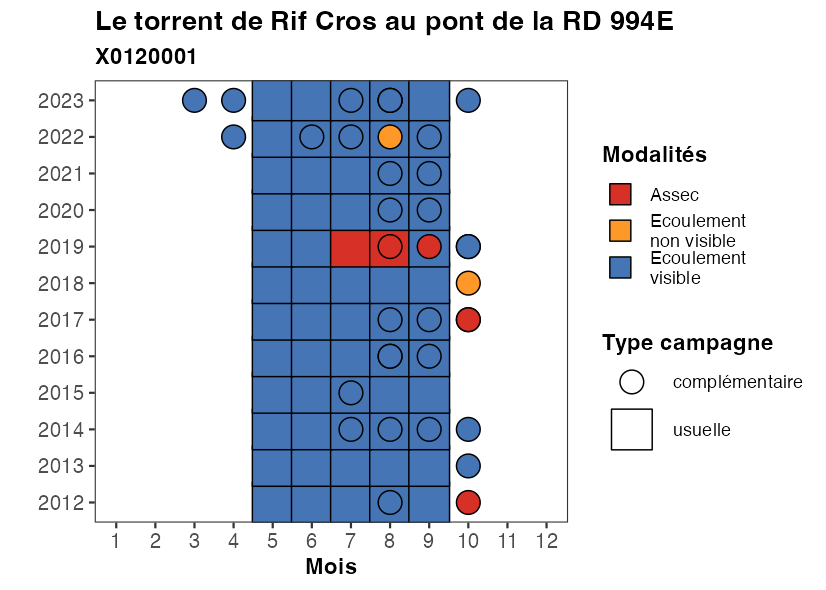 Le torrent de Rif Cros au pont de la RD 994E
X0120001
2023
2022
2021
2020
2019
2018
2017
2016
2015
2014
2013
2012
1 2 3 4 5 6 7 8 9 10 11 12
Mois
Modalités
Assec
Ecoulement
non visible
Ecoulement
visible
Type campagne
complémentaire
usuelle